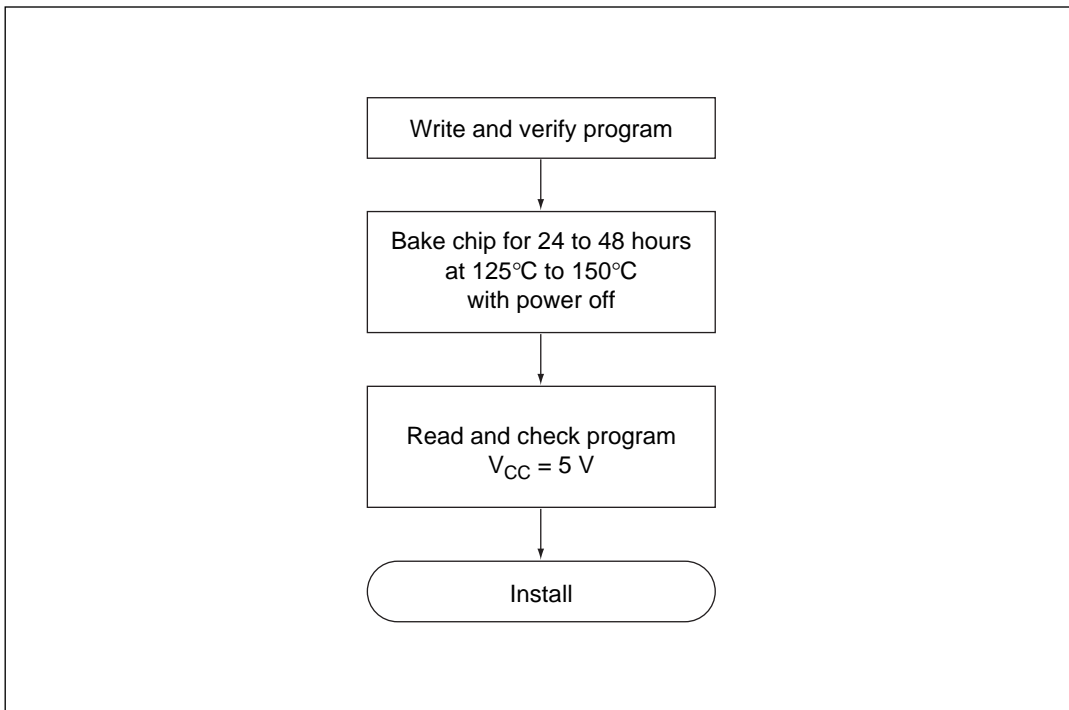 Write and verify program
Bake chip for 24 to 48 hours
at 125°C to 150°C
with power off
Read and check program
VCC = 5 V
Install